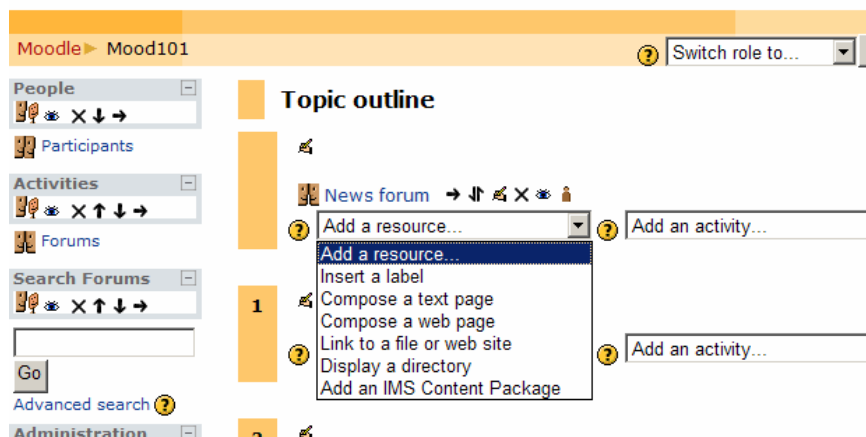 Moodle► Mood101
Switch role to...
People
Participants
Activities
Forums
Search Forums
Go
Advanced search
Administration
Topic outline
News forum
Add a resource...
Add an activity...
Add a resource...
Insert a label
Compose a text page
Compose a web page
Link to a file or web site
Display a directory
Add an IMS Content Package
1
Add an activity...
2